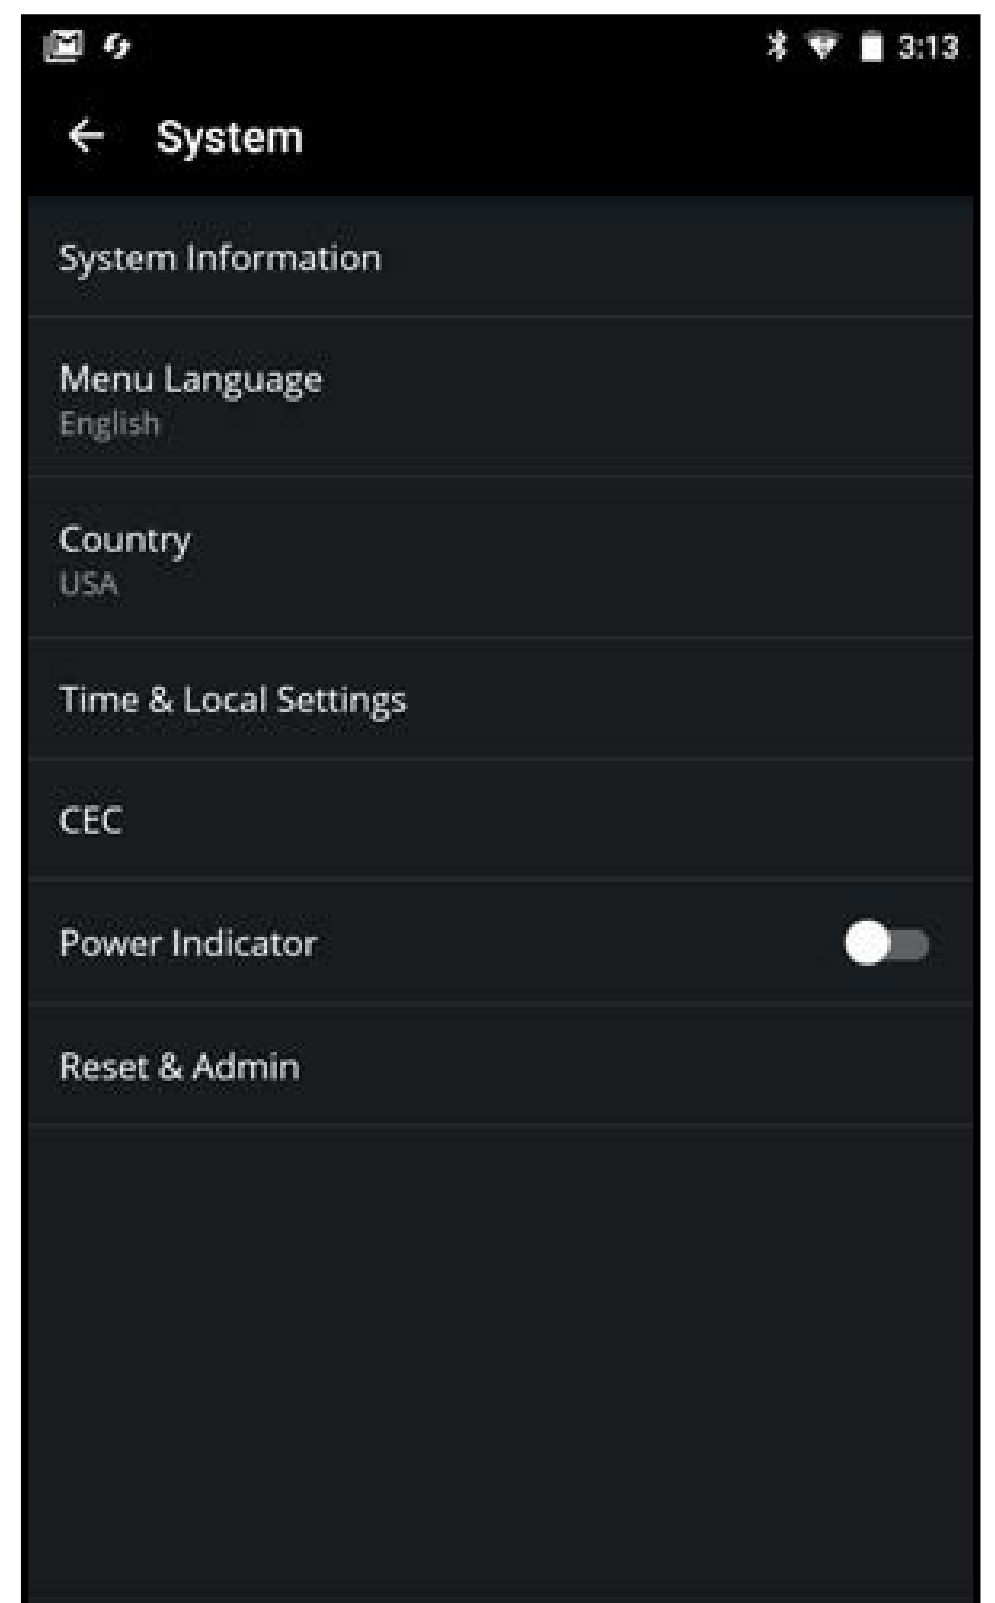 3:13
System
System Information
Menu Language
English
Country
USA
Time & Local Settings
CEC
Power Indicator
Reset & Admin